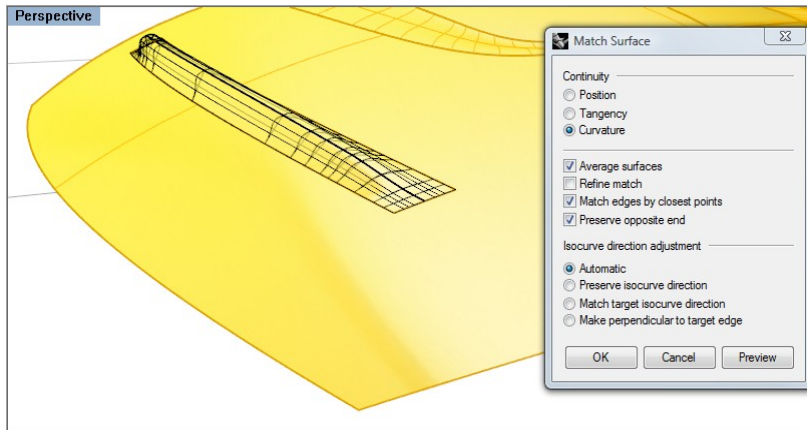 Perspective
Match Surface
Continuity
Position
Tangency
Curvature
Average surfaces
Refine match
Match edges by closest points
Preserve opposite end
Isocurve direction adjustment
Automatic
Preserve isocurve direction
Match target isocurve direction
Make perpendicular to target edge
OK Cancel Preview